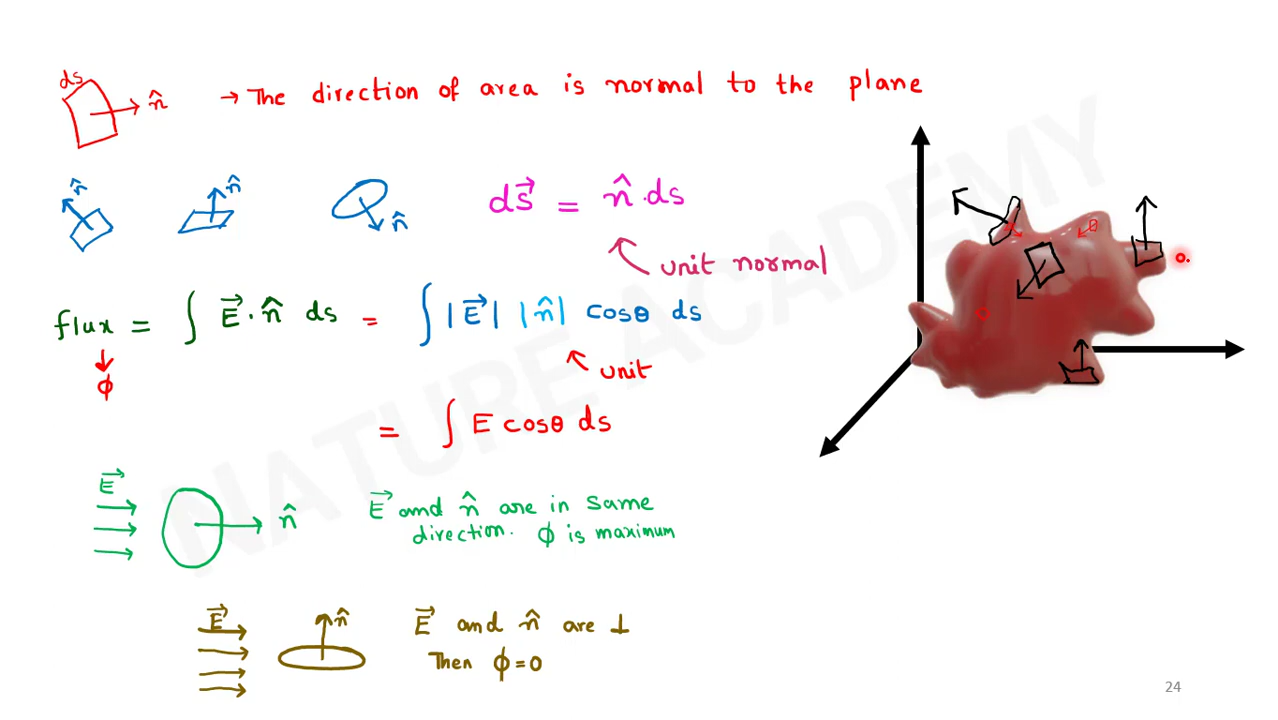 ds
n̂
→ The direction of area is normal to the plane
n̂
n̂
n̂
ds⃗ = n̂.ds
unit normal
flux = ∫ E⃗ . n̂ ds = ∫ |E⃗| |n̂| cosθ ds
ϕ
unit
= ∫ E cosθ ds
E⃗
n̂
E⃗ and n̂ are in same
direction. ϕ is maximum
E⃗
n̂
E⃗ and n̂ are ⊥
Then ϕ=0
NATURE ACADEMY
24